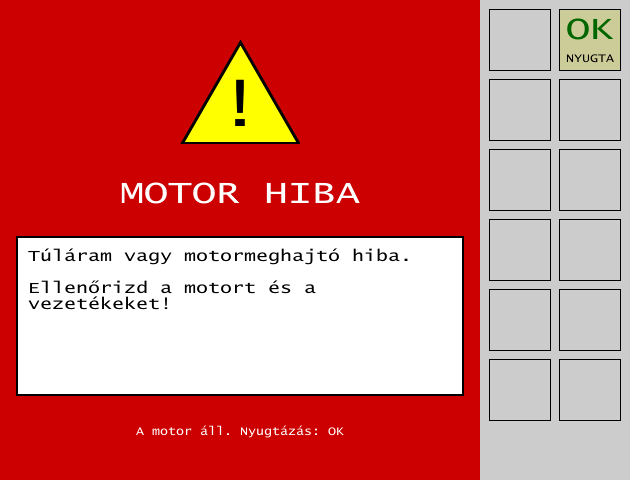 !
MOTOR HIBA
Túláram vagy motormeghajtó hiba.
Ellenőrizd a motort és a
vezetékeket!
A motor áll. Nyugtázás: OK
OK
NYUGTA